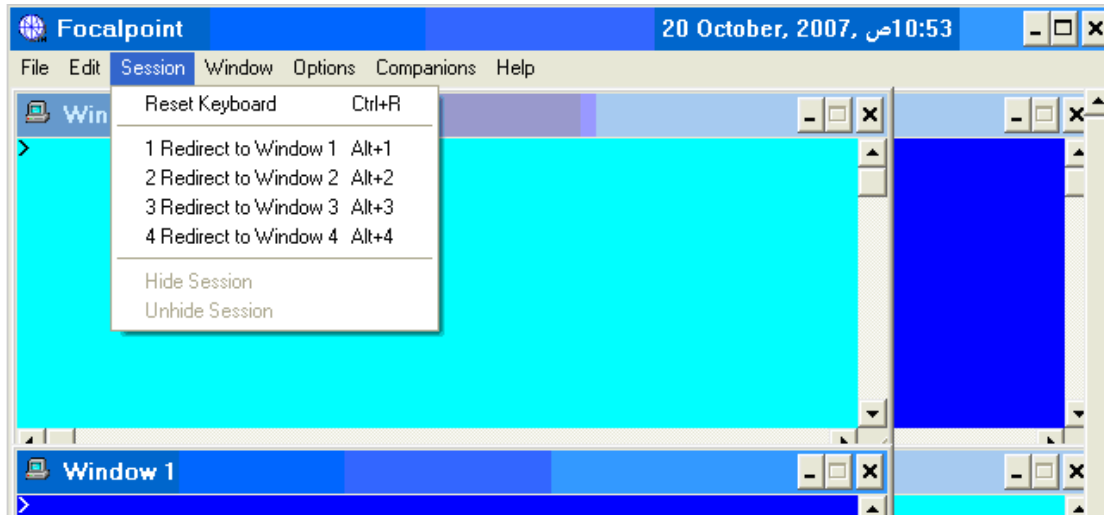 Focalpoint 20 October, 2007, ص10:53
File Edit Session Window Options Companions Help
Win
Reset Keyboard Ctrl+R
1 Redirect to Window 1 Alt+1
2 Redirect to Window 2 Alt+2
3 Redirect to Window 3 Alt+3
4 Redirect to Window 4 Alt+4
Hide Session
Unhide Session
Window 1